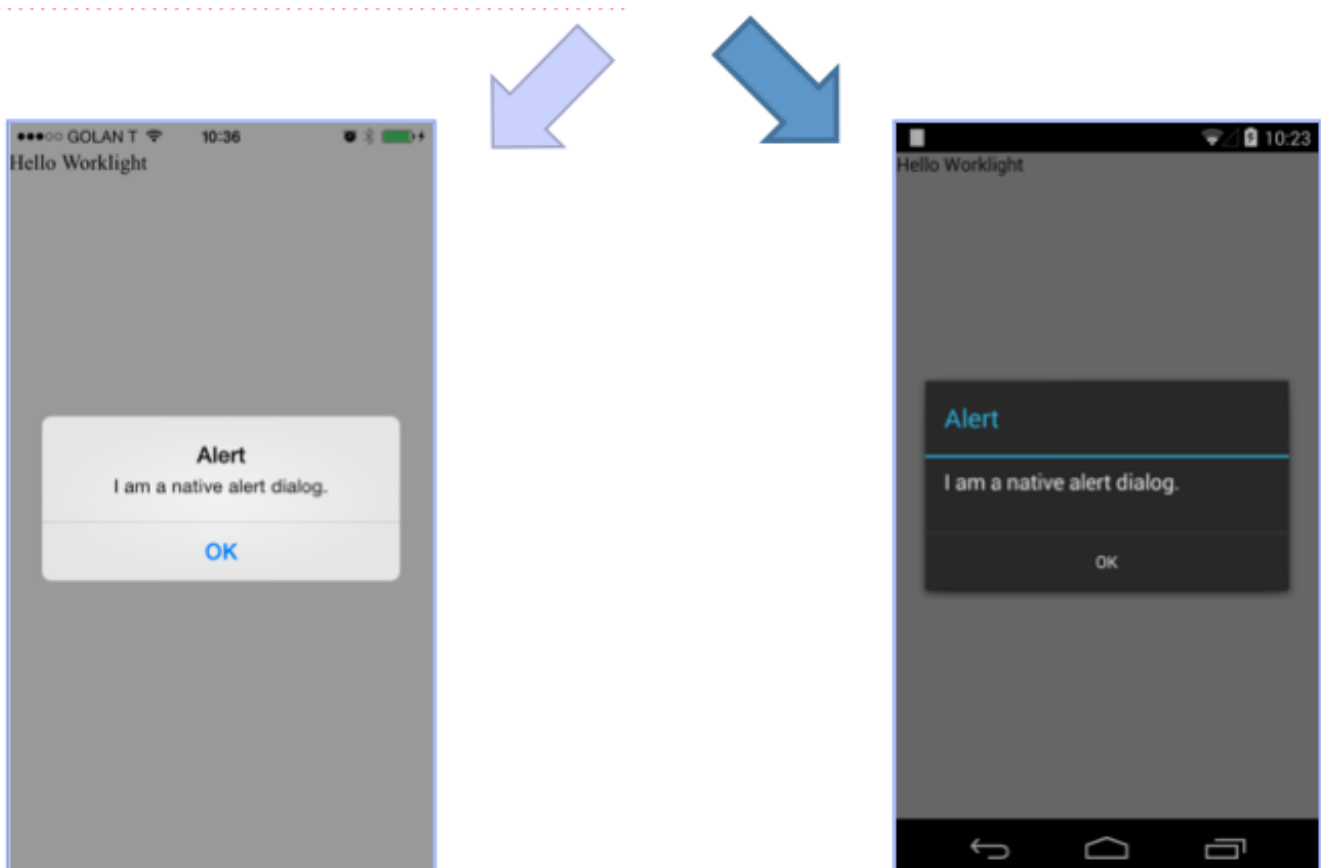 GOLAN T 10:36
Hello Worklight
Alert
I am a native alert dialog.
OK
10:23
Hello Worklight
Alert
I am a native alert dialog.
OK